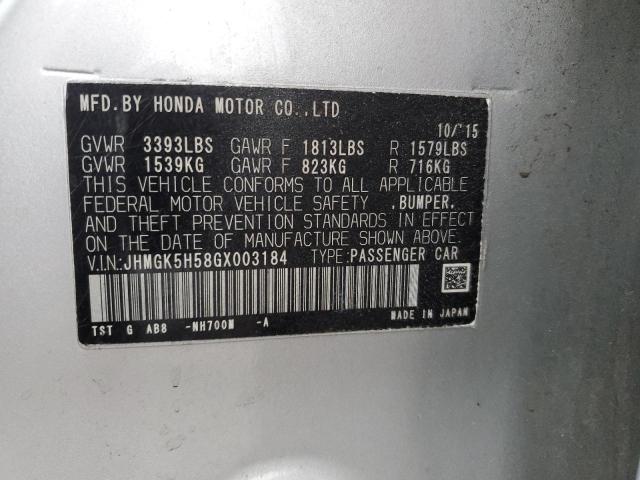 MFD.BY HONDA MOTOR CO.,LTD
10/'15
GVWR 3393LBS GAWR F 1813LBS R 1579LBS
GVWR 1539KG GAWR F 823KG R 716KG
THIS VEHICLE CONFORMS TO ALL APPLICABLE
FEDERAL MOTOR VEHICLE SAFETY ,BUMPER,
AND THEFT PREVENTION STANDARDS IN EFFECT
ON THE DATE OF MANUFACTURE SHOWN ABOVE.
V.I.N.:JHMGK5H58GX003184 TYPE:PASSENGER CAR
TST G AB8 -NH700M -A MADE IN JAPAN